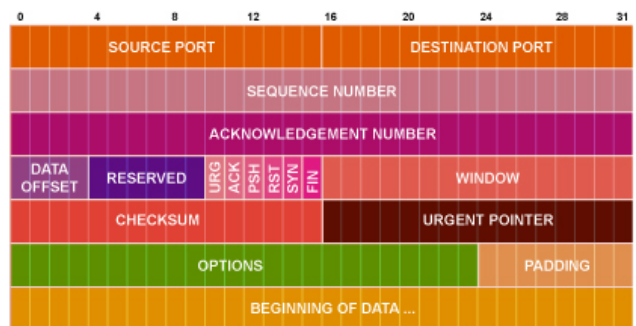 0 4 8 12 16 20 24 28 31
SOURCE PORT DESTINATION PORT
SEQUENCE NUMBER
ACKNOWLEDGEMENT NUMBER
DATA OFFSET RESERVED URG ACK PSH RST SYN FIN WINDOW
CHECKSUM URGENT POINTER
OPTIONS PADDING
BEGINNING OF DATA ...